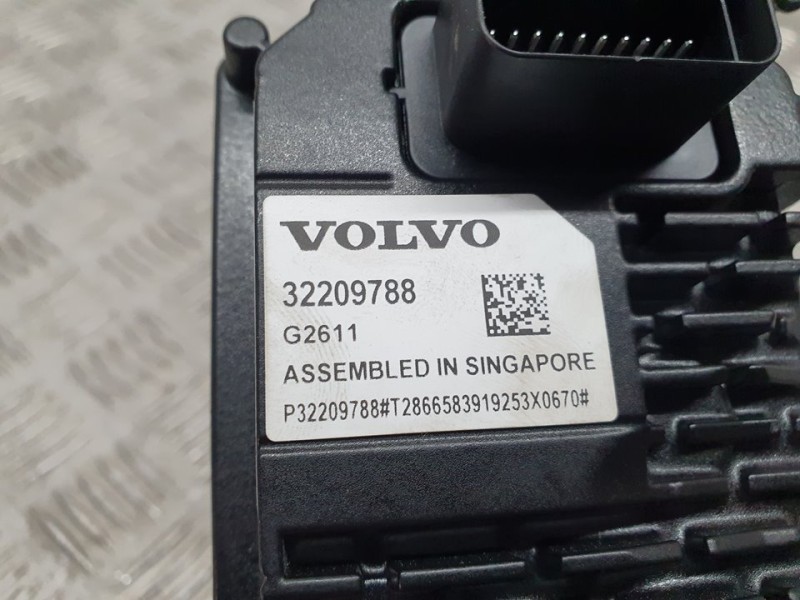 VOLVO
32209788
G2611
ASSEMBLED IN SINGAPORE
P32209788#T2866583919253X0670#